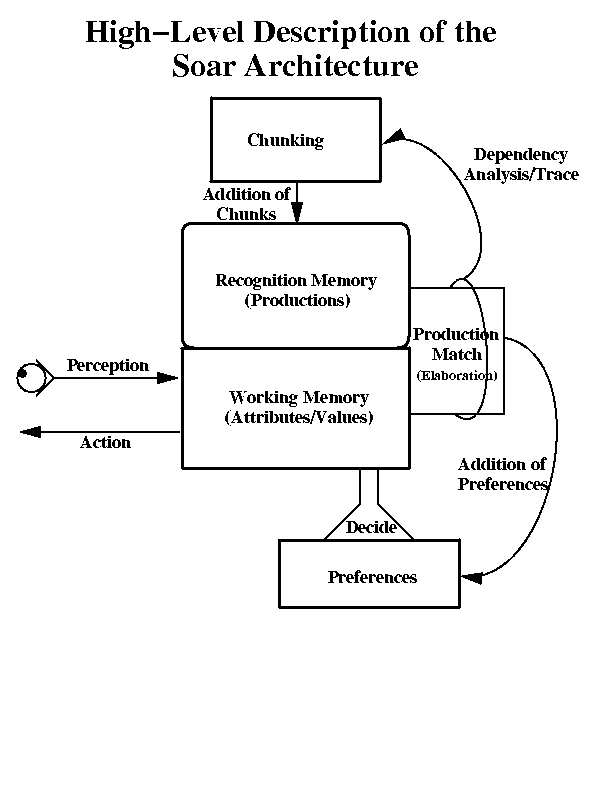 High−Level Description of the
Soar Architecture
Chunking
Dependency
Analysis/Trace
Addition of
Chunks
Recognition Memory
(Productions)
Production
Match
(Elaboration)
Perception
Working Memory
(Attributes/Values)
Action
Addition of
Preferences
Decide
Preferences